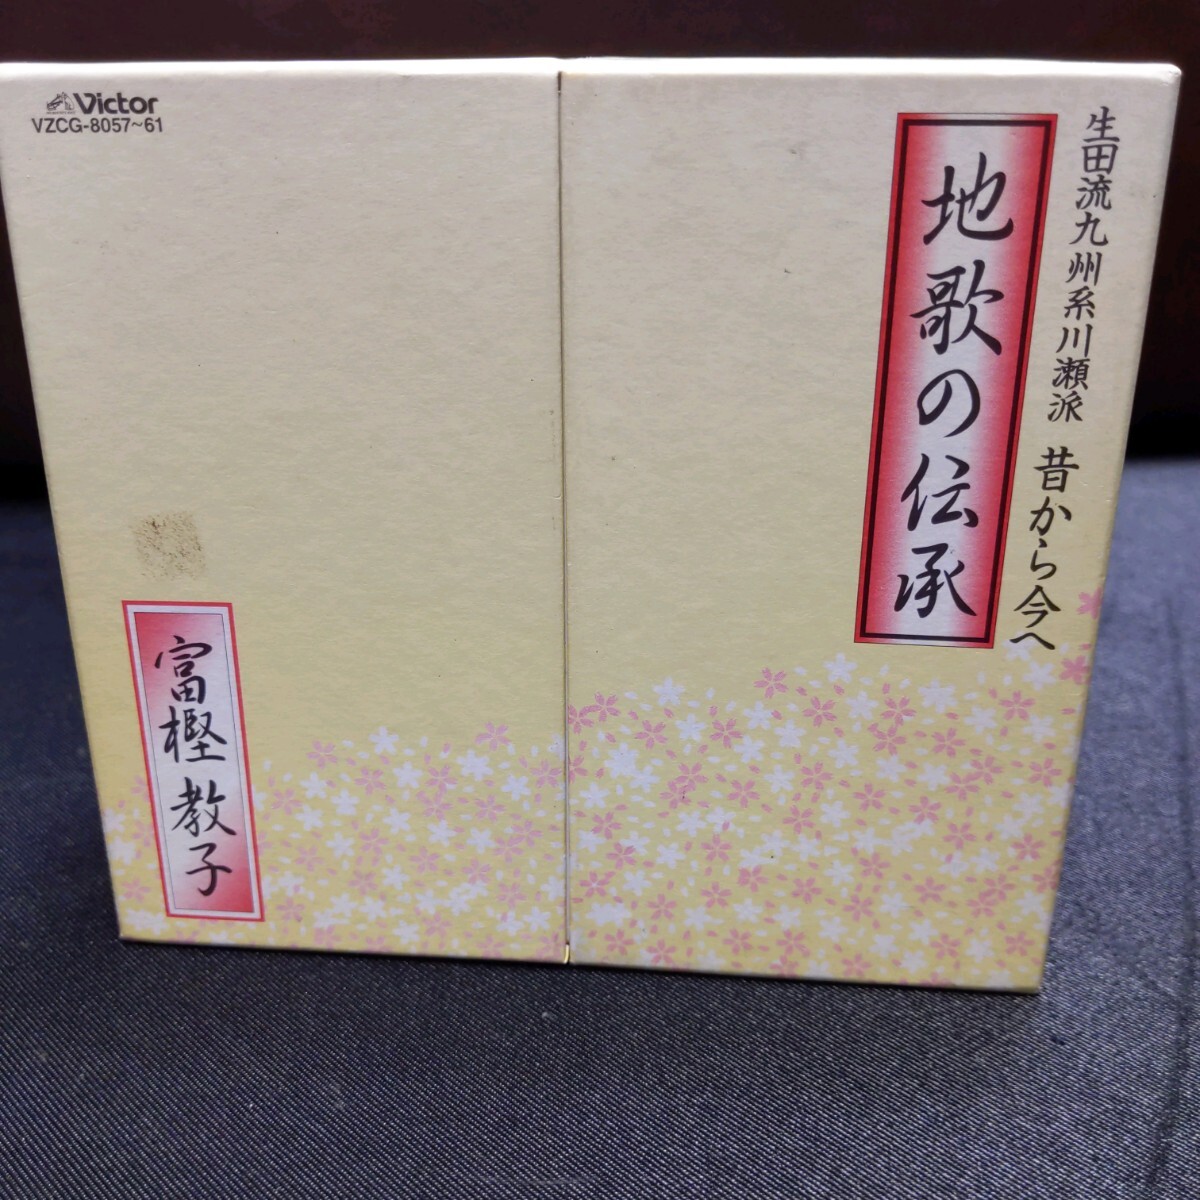 Victor
VZCG-8057~61
生田流九州系川瀬派 昔から今へ
地歌の伝承
富樫教子